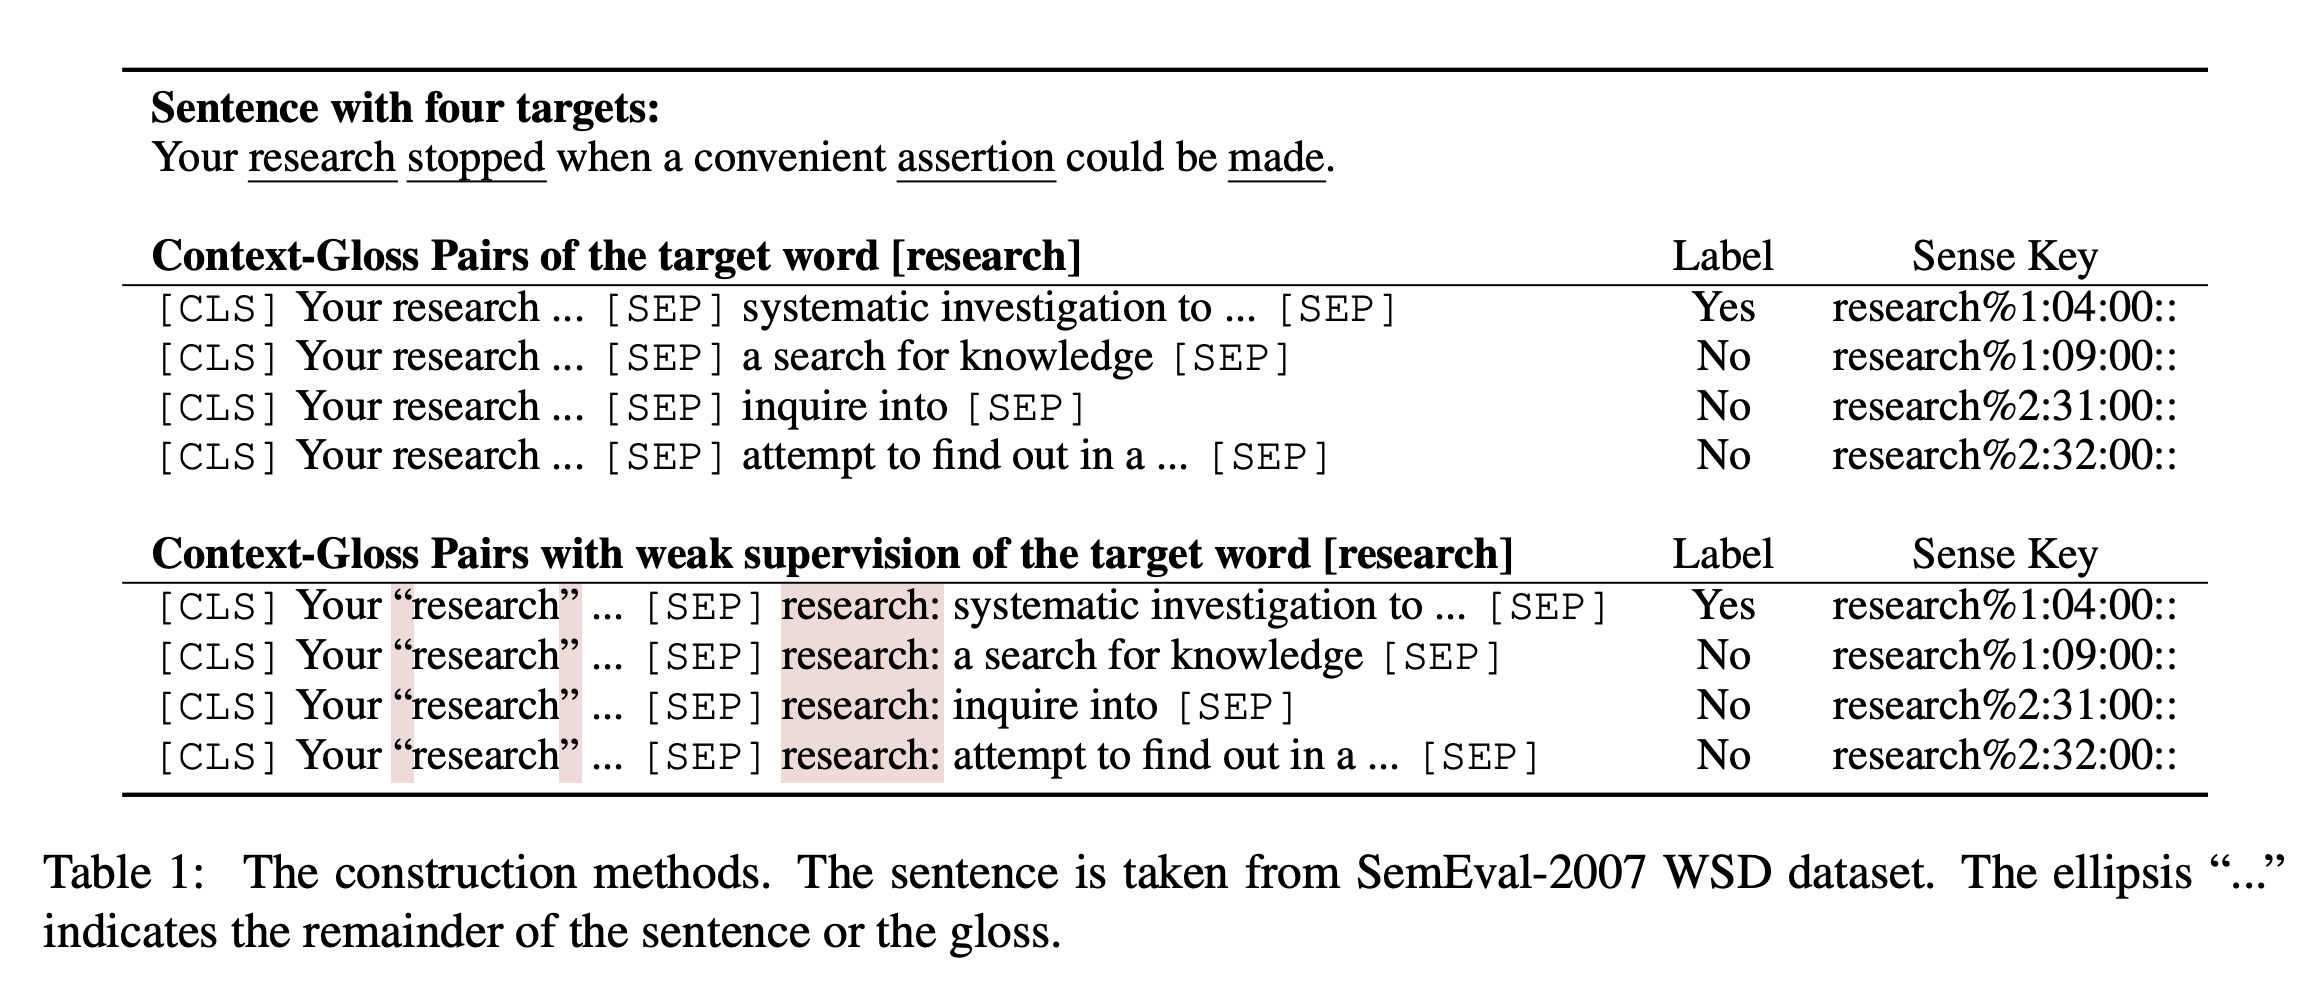 Sentence with four targets:
Your research stopped when a convenient assertion could be made.
Context-Gloss Pairs of the target word [research] Label Sense Key
[CLS] Your research ... [SEP] systematic investigation to ... [SEP] Yes research%1:04:00::
[CLS] Your research ... [SEP] a search for knowledge [SEP] No research%1:09:00::
[CLS] Your research ... [SEP] inquire into [SEP] No research%2:31:00::
[CLS] Your research ... [SEP] attempt to find out in a ... [SEP] No research%2:32:00::
Context-Gloss Pairs with weak supervision of the target word [research] Label Sense Key
[CLS] Your “research” ... [SEP] research: systematic investigation to ... [SEP] Yes research%1:04:00::
[CLS] Your “research” ... [SEP] research: a search for knowledge [SEP] No research%1:09:00::
[CLS] Your “research” ... [SEP] research: inquire into [SEP] No research%2:31:00::
[CLS] Your “research” ... [SEP] research: attempt to find out in a ... [SEP] No research%2:32:00::
Table 1: The construction methods. The sentence is taken from SemEval-2007 WSD dataset. The ellipsis “...”
indicates the remainder of the sentence or the gloss.